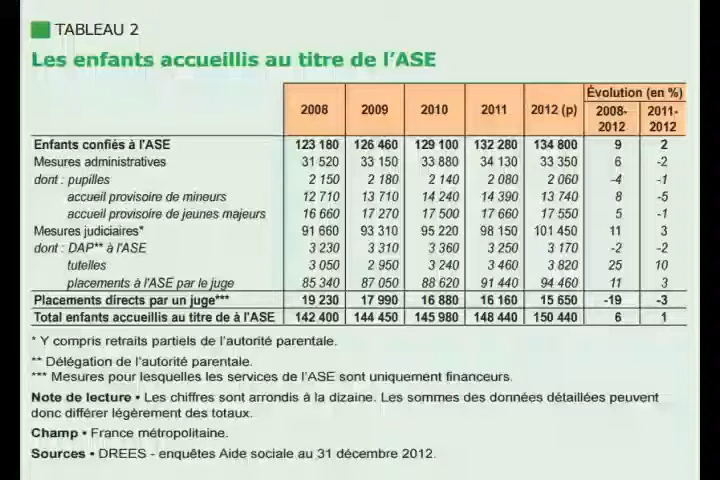 TABLEAU 2
Les enfants accueillis au titre de l'ASE
Évolution (en %)
2008 2009 2010 2011 2012 (p) 2008-2012 2011-2012
Enfants confiés à l'ASE 123 180 126 460 129 100 132 280 134 800 9 2
Mesures administratives 31 520 33 150 33 880 34 130 33 350 6 -2
dont : pupilles 2 150 2 180 2 140 2 080 2 060 -4 -1
accueil provisoire de mineurs 12 710 13 710 14 240 14 390 13 740 8 -5
accueil provisoire de jeunes majeurs 16 660 17 270 17 500 17 660 17 550 5 -1
Mesures judiciaires* 91 660 93 310 95 220 98 150 101 450 11 3
dont : DAP** à l'ASE 3 230 3 310 3 360 3 250 3 170 -2 -2
tutelles 3 050 2 950 3 240 3 460 3 820 25 10
placements à l'ASE par le juge 85 340 87 050 88 620 91 440 94 460 11 3
Placements directs par un juge*** 19 230 17 990 16 880 16 160 15 650 -19 -3
Total enfants accueillis au titre de à l'ASE 142 400 144 450 145 980 148 440 150 440 6 1
* Y compris retraits partiels de l'autorité parentale.
** Délégation de l'autorité parentale.
*** Mesures pour lesquelles les services de l'ASE sont uniquement financeurs.
Note de lecture • Les chiffres sont arrondis à la dizaine. Les sommes des données détaillées peuvent
donc différer légèrement des totaux.
Champ • France métropolitaine.
Sources • DREES - enquêtes Aide sociale au 31 décembre 2012.